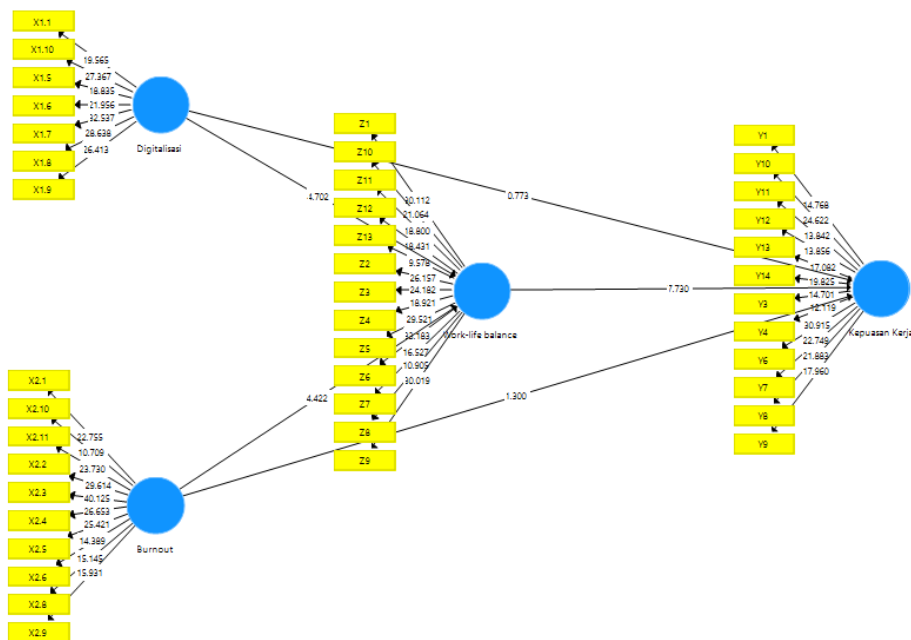 X1.1
X1.10
X1.5
X1.6
X1.7
X1.8
X1.9
19.565
27.367
18.835
21.956
32.537
28.638
26.413
Digitalisasi
4.702
0.773
Z1
Z10
Z11
Z12
Z13
Z2
Z3
Z4
Z5
Z6
Z7
Z8
Z9
30.112
21.064
18.800
18.431
9.578
26.157
24.182
18.921
29.521
32.183
16.527
10.905
30.019
Work-life balance
7.730
Y1
Y10
Y11
Y12
Y13
Y14
Y3
Y4
Y6
Y7
Y8
Y9
14.768
24.622
13.842
13.856
17.082
19.825
14.701
12.119
30.915
22.749
21.883
17.960
Kepuasan Kerja
4.422
1.300
X2.1
X2.10
X2.11
X2.2
X2.3
X2.4
X2.5
X2.6
X2.8
X2.9
22.755
10.709
23.730
29.614
40.125
26.653
25.421
14.389
15.145
15.931
Burnout